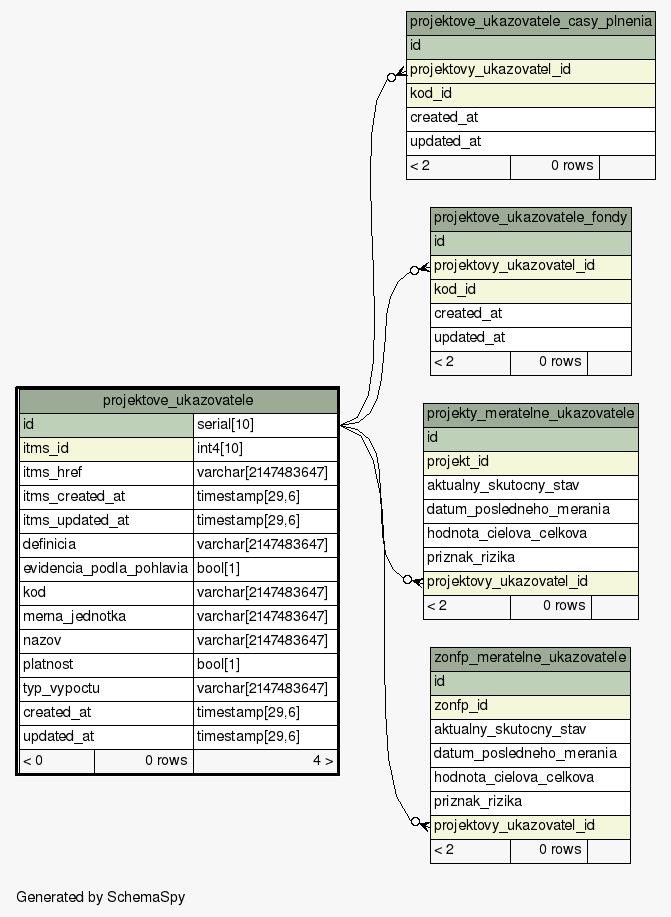 projektove_ukazovatele_casy_plnenia
id
projektovy_ukazovatel_id
kod_id
created_at
updated_at
< 2 0 rows
projektove_ukazovatele_fondy
id
projektovy_ukazovatel_id
kod_id
created_at
updated_at
< 2 0 rows
projektove_ukazovatele
id serial[10]
itms_id int4[10]
itms_href varchar[2147483647]
itms_created_at timestamp[29,6]
itms_updated_at timestamp[29,6]
definicia varchar[2147483647]
evidencia_podla_pohlavia bool[1]
kod varchar[2147483647]
merna_jednotka varchar[2147483647]
nazov varchar[2147483647]
platnost bool[1]
typ_vypoctu varchar[2147483647]
created_at timestamp[29,6]
updated_at timestamp[29,6]
< 0 0 rows 4 >
projekty_meratelne_ukazovatele
id
projekt_id
aktualny_skutocny_stav
datum_posledneho_merania
hodnota_cielova_celkova
priznak_rizika
projektovy_ukazovatel_id
< 2 0 rows
zonfp_meratelne_ukazovatele
id
zonfp_id
aktualny_skutocny_stav
datum_posledneho_merania
hodnota_cielova_celkova
priznak_rizika
projektovy_ukazovatel_id
< 2 0 rows
Generated by SchemaSpy